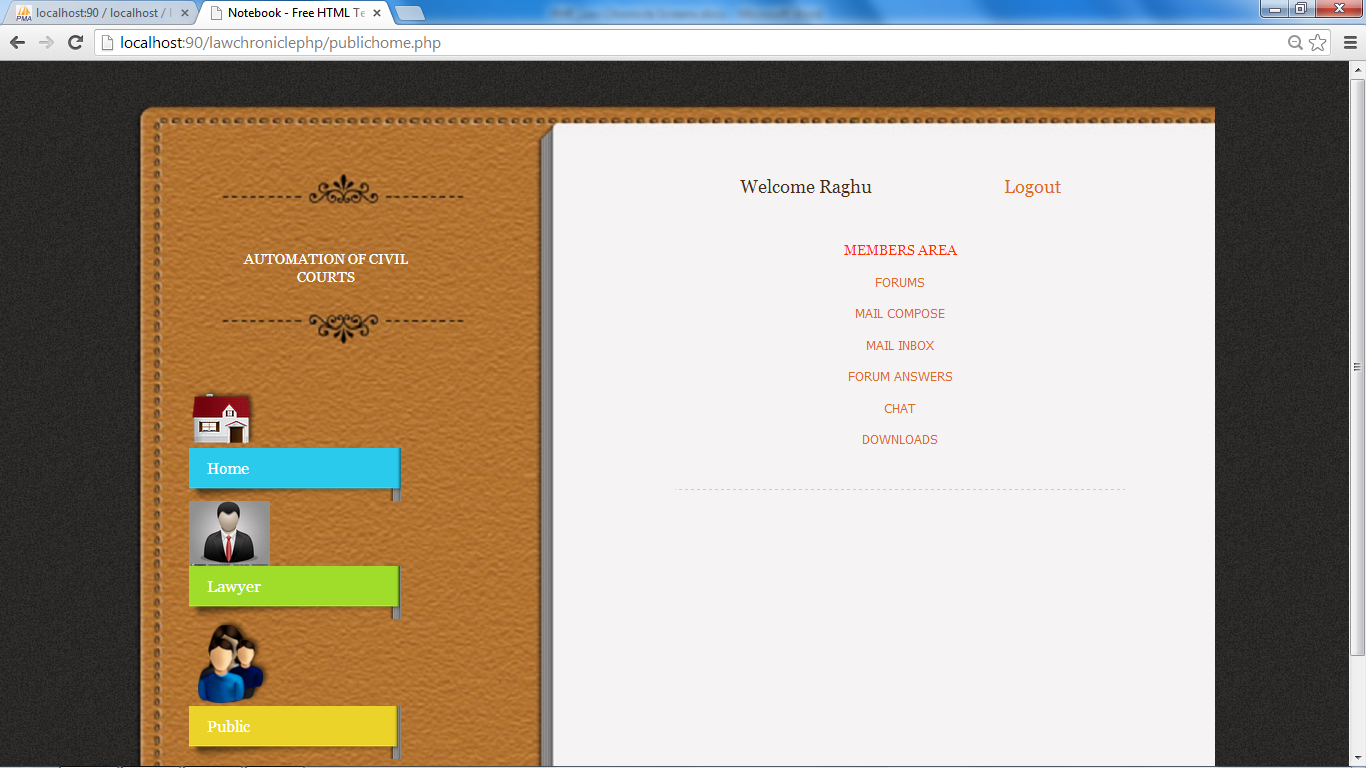 localhost:90 / localhost /
Notebook - Free HTML Te
localhost:90/lawchroniclephp/publichome.php
AUTOMATION OF CIVIL
COURTS
Home
Lawyer
Public
Welcome Raghu
Logout
MEMBERS AREA
FORUMS
MAIL COMPOSE
MAIL INBOX
FORUM ANSWERS
CHAT
DOWNLOADS